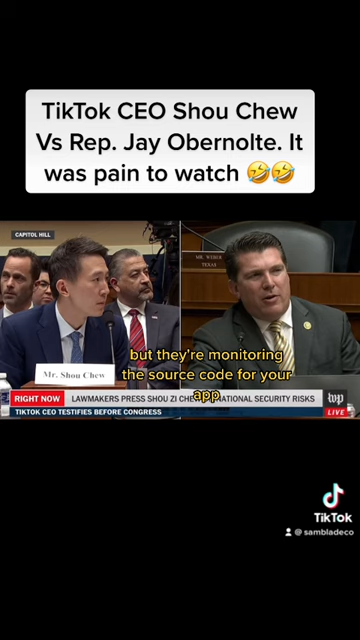 TikTok CEO Shou Chew
Vs Rep. Jay Obernolte. It
was pain to watch 🤣🤣
CAPITOL HILL
MR. WEBER
TEXAS
but they're monitoring
the source code for your
app
Mr. Shou Chew
RIGHT NOW
LAWMAKERS PRESS SHOU ZI CHEW NATIONAL SECURITY RISKS
TIKTOK CEO TESTIFIES BEFORE CONGRESS
wp
LIVE
TikTok
@ sambladeco